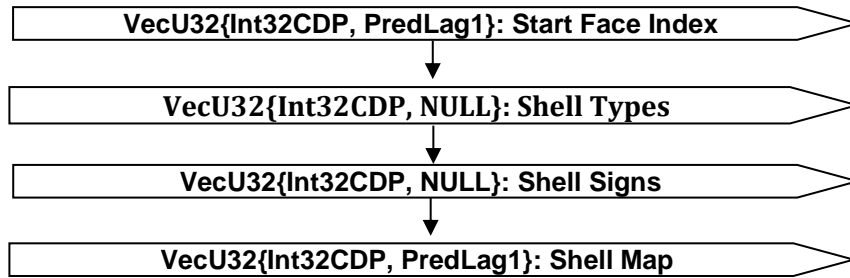 VecU32{Int32CDP, PredLag1}: Start Face Index
VecU32{Int32CDP, NULL}: Shell Types
VecU32{Int32CDP, NULL}: Shell Signs
VecU32{Int32CDP, PredLag1}: Shell Map